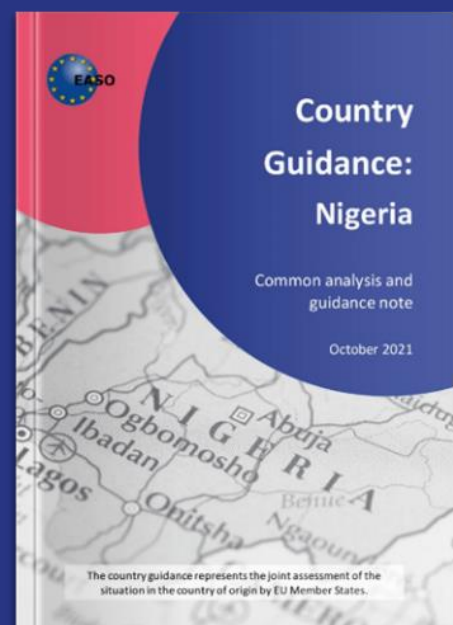 EASO
Country
Guidance:
Nigeria
Common analysis and
guidance note
October 2021
BENIN
NIGERIA
Abuja
Ogbomosho
Ibadan
Lagos
Onitsha
Benue
The country guidance represents the joint assessment of the
situation in the country of origin by EU Member States.